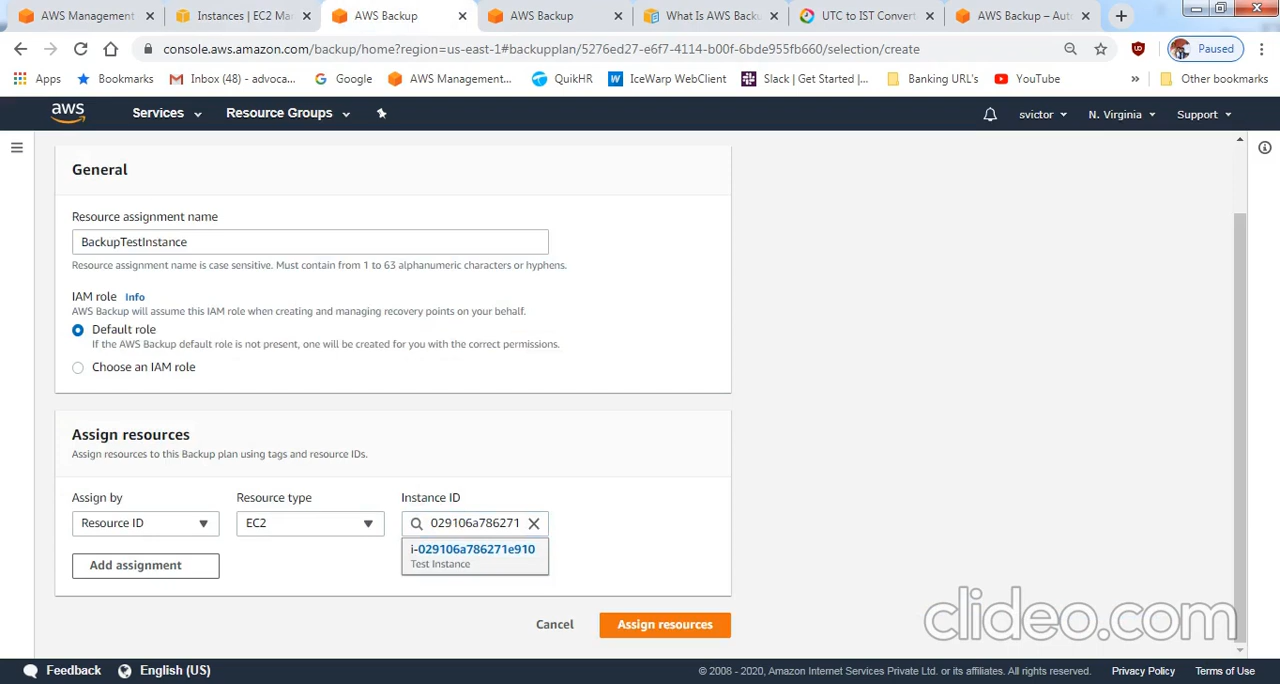 AWS Management
Instances | EC2 Ma
AWS Backup
AWS Backup
What Is AWS Backu
UTC to IST Convert
AWS Backup – Aut
console.aws.amazon.com/backup/home?region=us-east-1#backupplan/5276ed27-e6f7-4114-b00f-6bde955fb660/selection/create
Paused
Apps
Bookmarks
Inbox (48) - advoca...
Google
AWS Management...
QuikHR
IceWarp WebClient
Slack | Get Started |...
Banking URL's
YouTube
»
Other bookmarks
aws
Services
Resource Groups
svictor
N. Virginia
Support
General
Resource assignment name
BackupTestInstance
Resource assignment name is case sensitive. Must contain from 1 to 63 alphanumeric characters or hyphens.
IAM role Info
AWS Backup will assume this IAM role when creating and managing recovery points on your behalf.
Default role
If the AWS Backup default role is not present, one will be created for you with the correct permissions.
Choose an IAM role
Assign resources
Assign resources to this Backup plan using tags and resource IDs.
Assign by
Resource type
Instance ID
Resource ID
EC2
029106a786271
i-029106a786271e910
Test Instance
Add assignment
Cancel
Assign resources
clideo.com
Feedback
English (US)
© 2008 - 2020, Amazon Internet Services Private Ltd. or its affiliates. All rights reserved.
Privacy Policy
Terms of Use